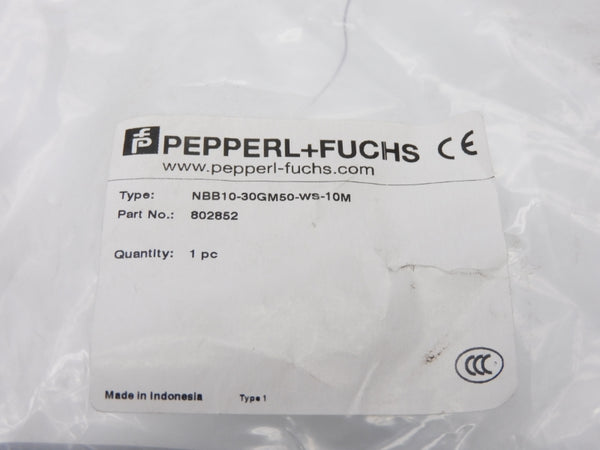 PEPPERL+FUCHS CE
www.pepperl-fuchs.com
Type: NBB10-30GM50-WS-10M
Part No.: 802852
Quantity: 1 pc
CCC
Made in Indonesia Type 1